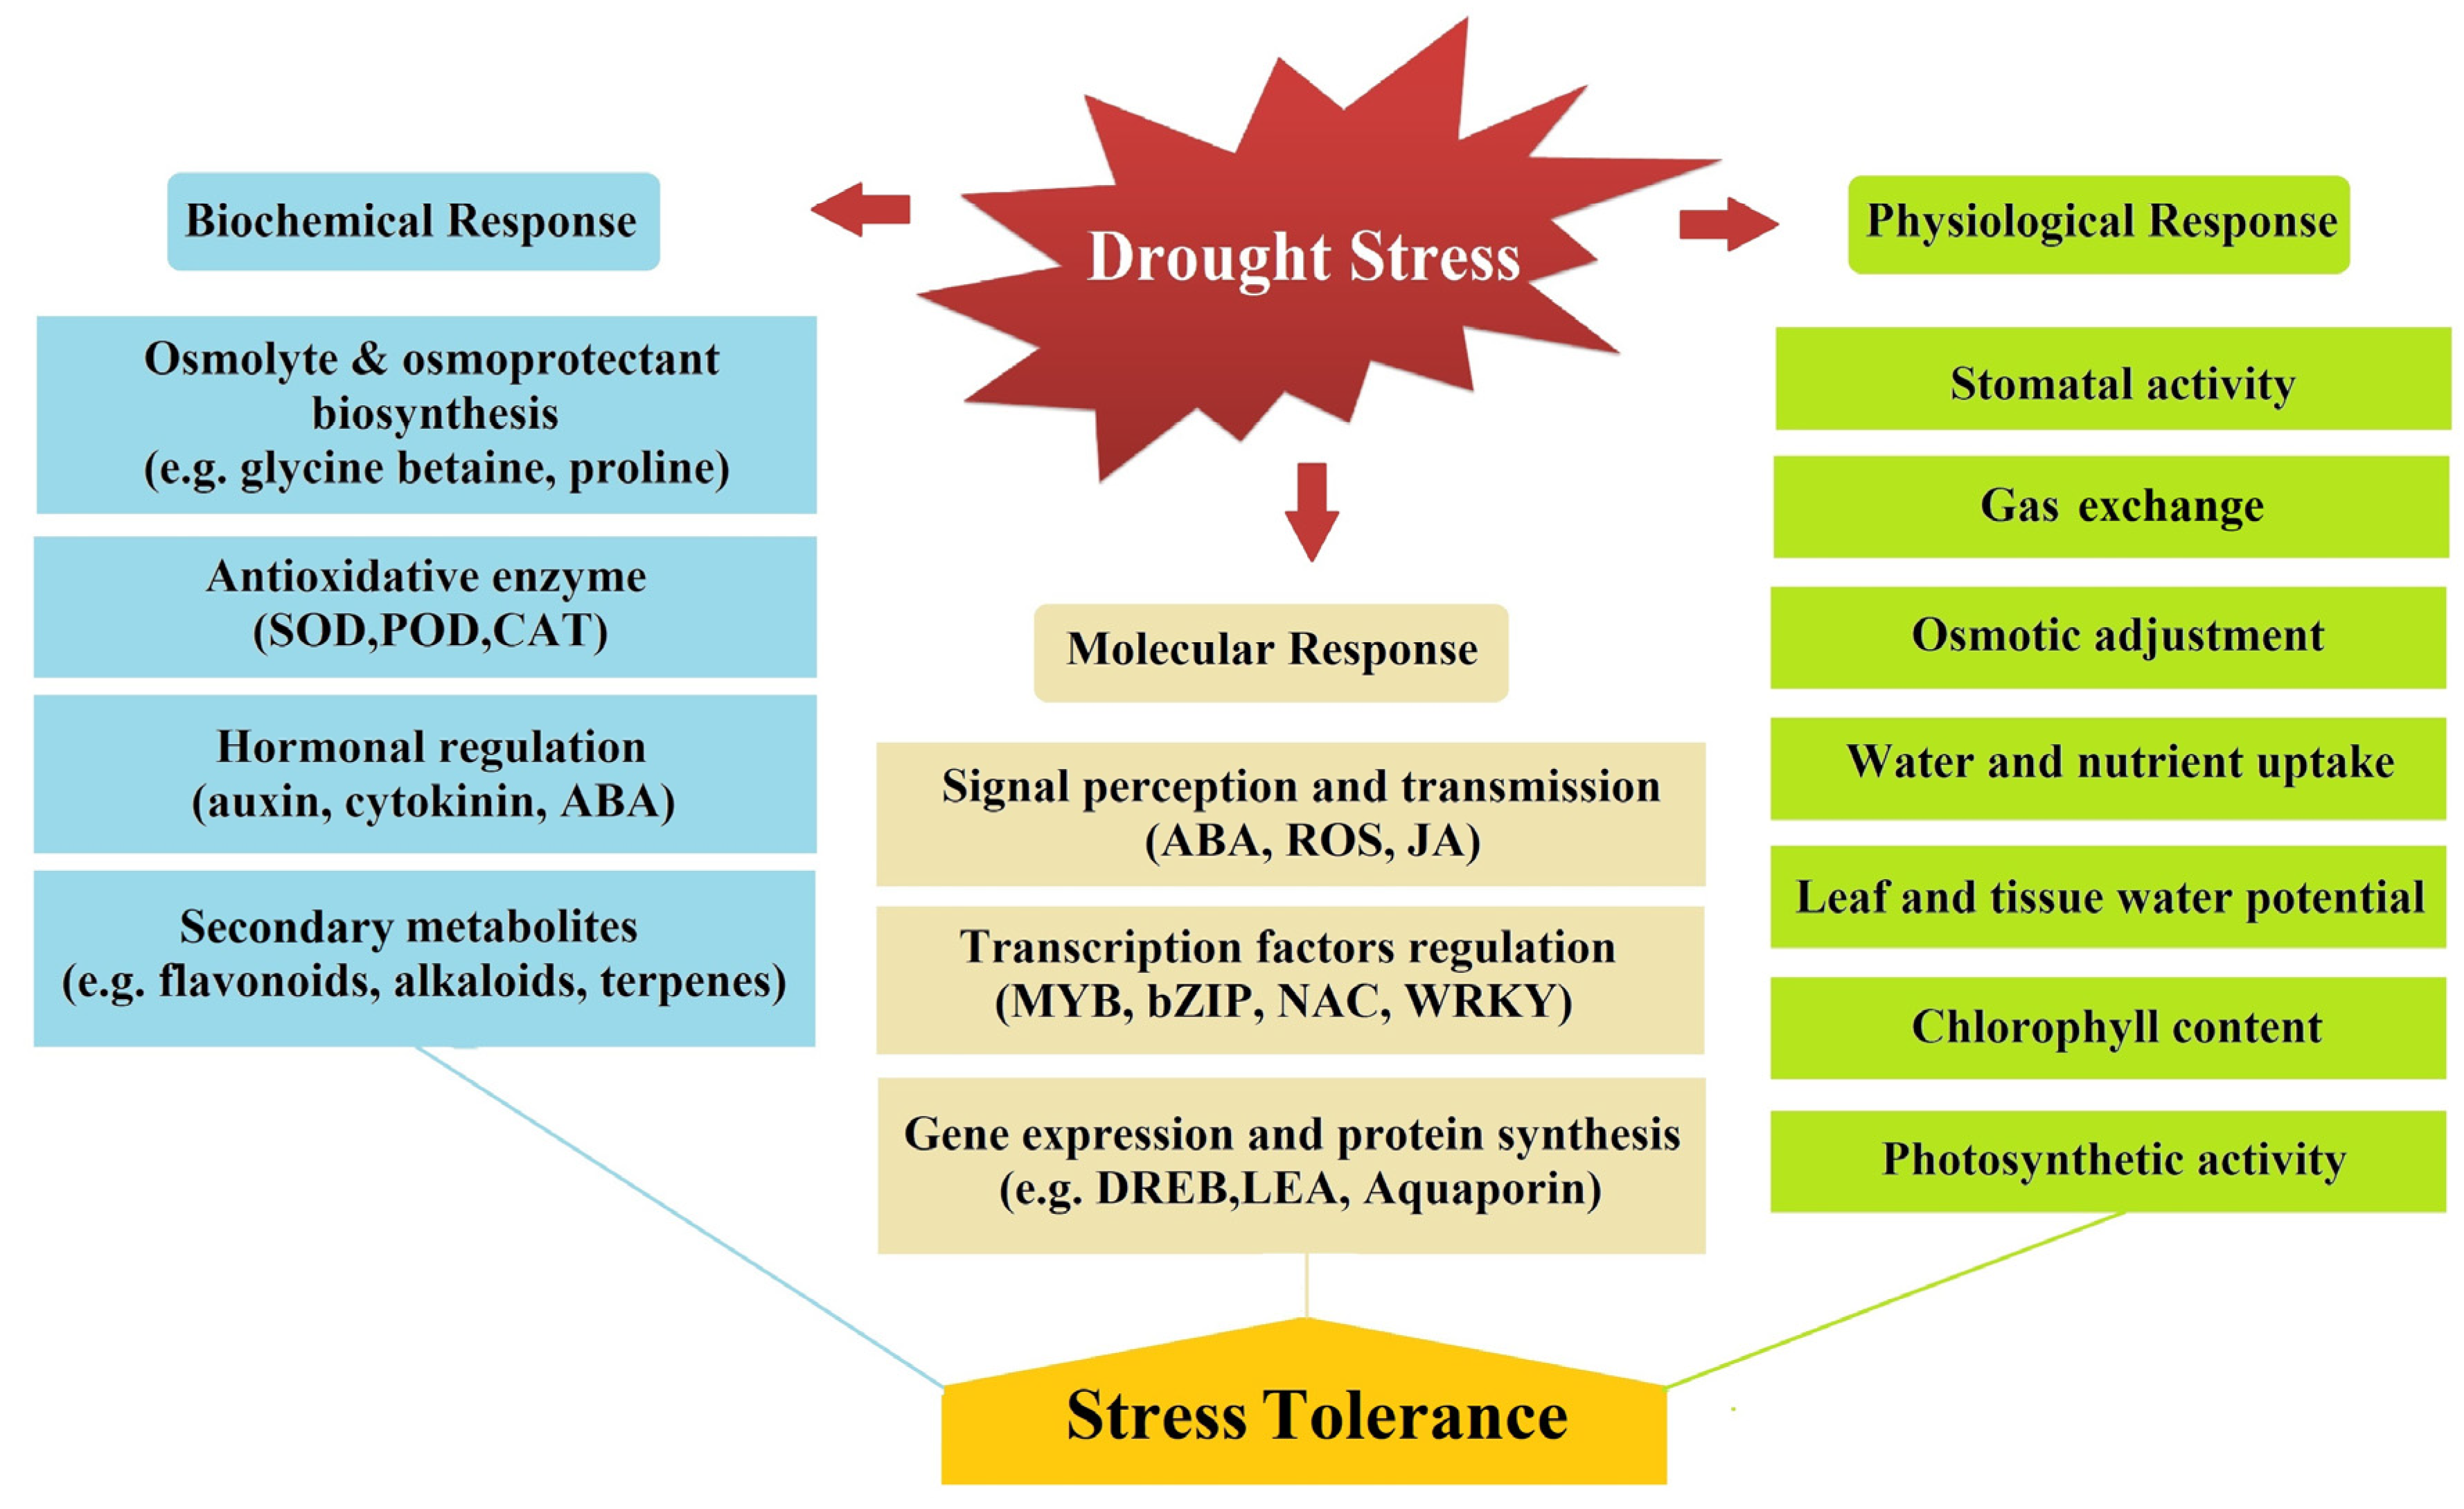 Drought Stress
Biochemical Response
Osmolyte & osmoprotectant
biosynthesis
(e.g. glycine betaine, proline)
Antioxidative enzyme
(SOD,POD,CAT)
Hormonal regulation
(auxin, cytokinin, ABA)
Secondary metabolites
(e.g. flavonoids, alkaloids, terpenes)
Molecular Response
Signal perception and transmission
(ABA, ROS, JA)
Transcription factors regulation
(MYB, bZIP, NAC, WRKY)
Gene expression and protein synthesis
(e.g. DREB,LEA, Aquaporin)
Physiological Response
Stomatal activity
Gas exchange
Osmotic adjustment
Water and nutrient uptake
Leaf and tissue water potential
Chlorophyll content
Photosynthetic activity
Stress Tolerance